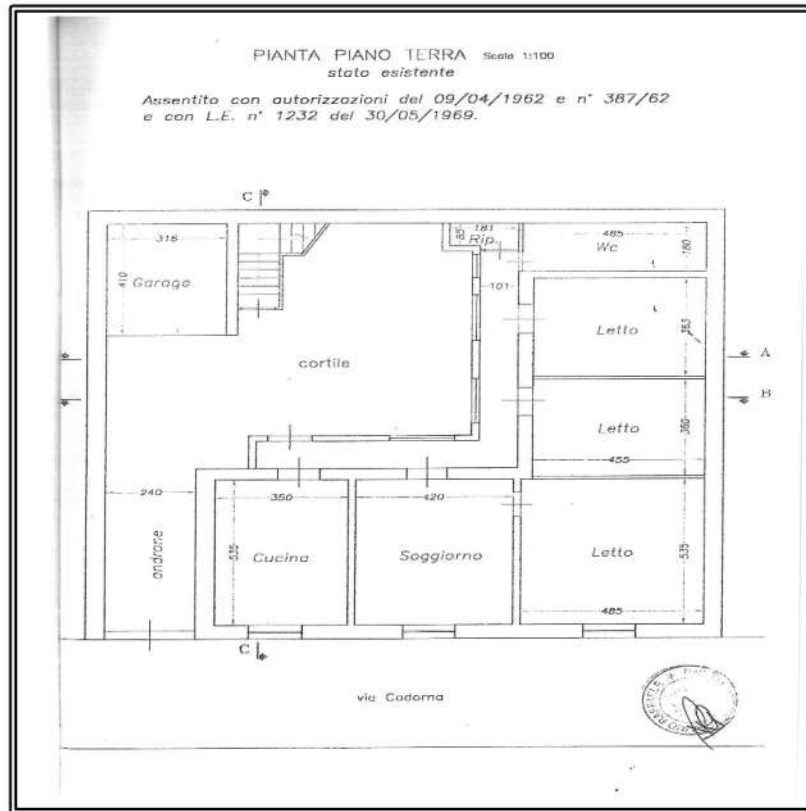 PIANTA PIANO TERRA Scala 1:100
stato esistente
Assentito con autorizzazioni del 09/04/1962 e n° 387/62
e con L.E. n° 1232 del 30/05/1969.
C
316
410
Garage
85
181
Rip.
485
Wc
180
101
Letto
363
A
cortile
B
Letto
360
455
240
350
420
androne
535
Cucina
Soggiorno
Letto
535
485
C
via Cadorna